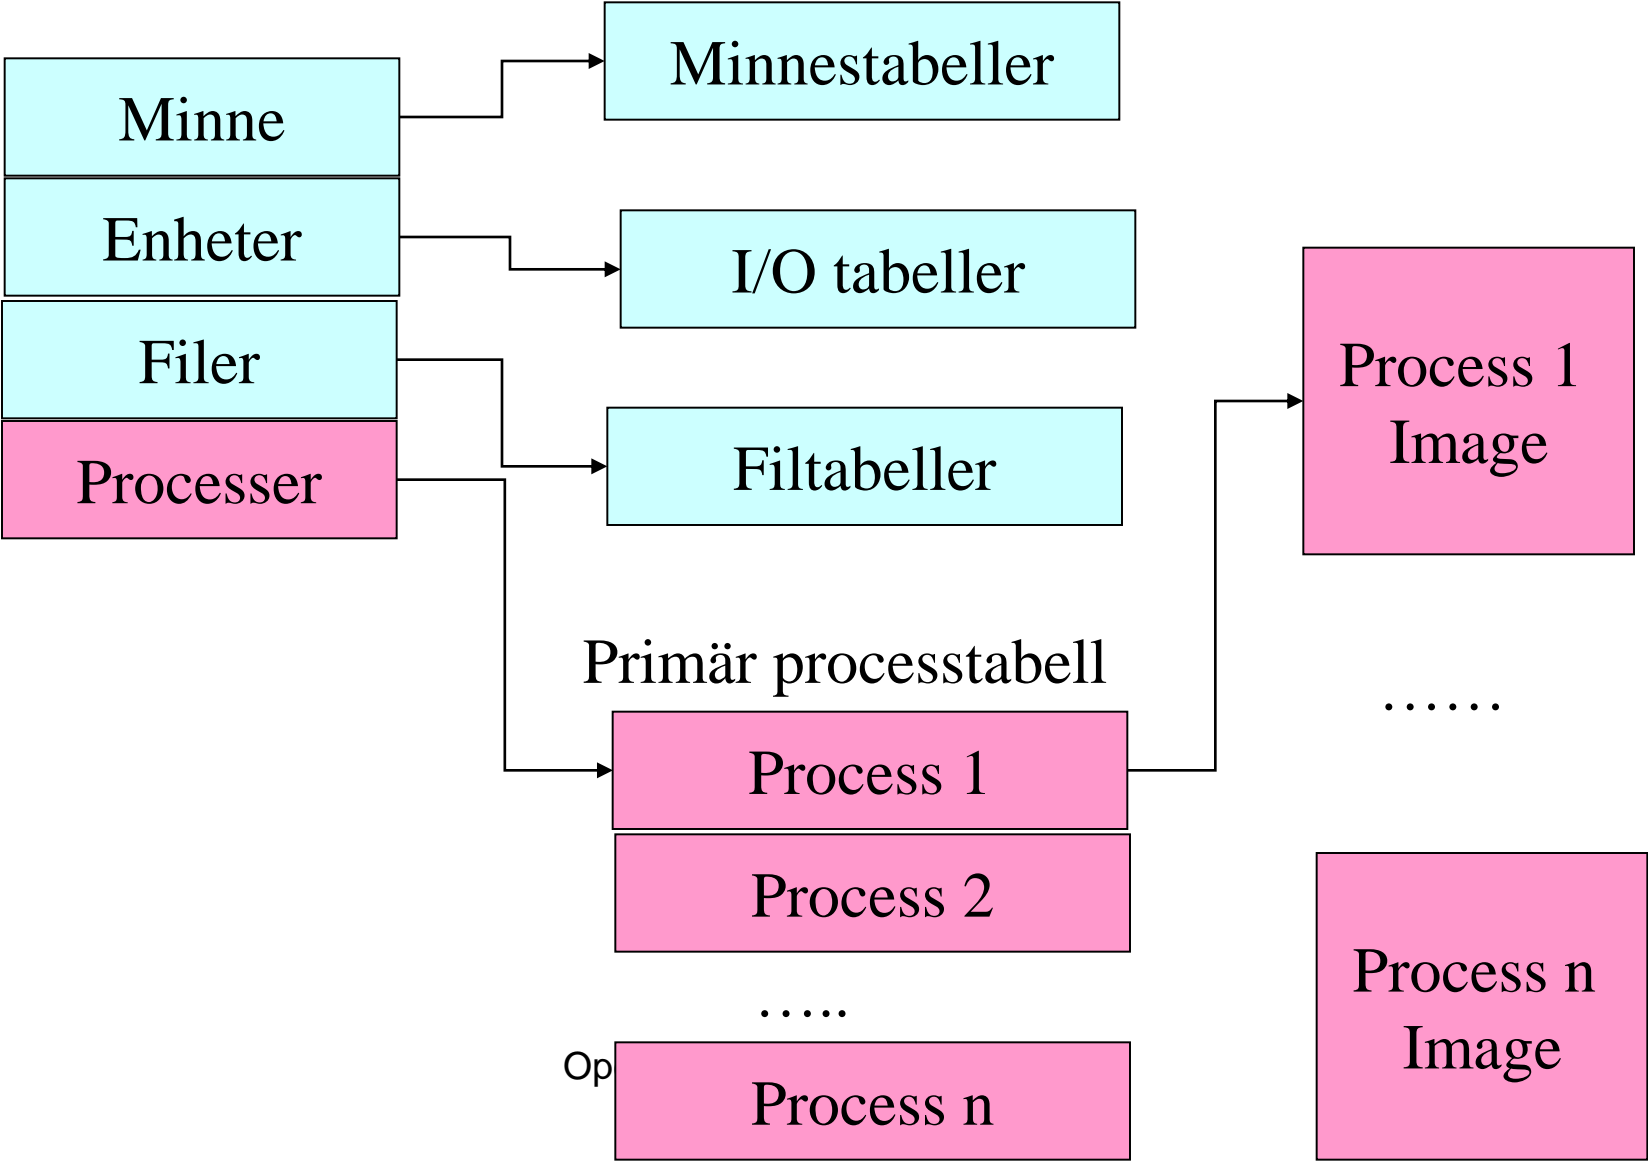 Minne
Enheter
Filer
Processer
Minnestabeller
I/O tabeller
Filtabeller
Primär processtabell
Process 1
Process 2
…..
Op
Process n
Process 1
Image
……
Process n
Image